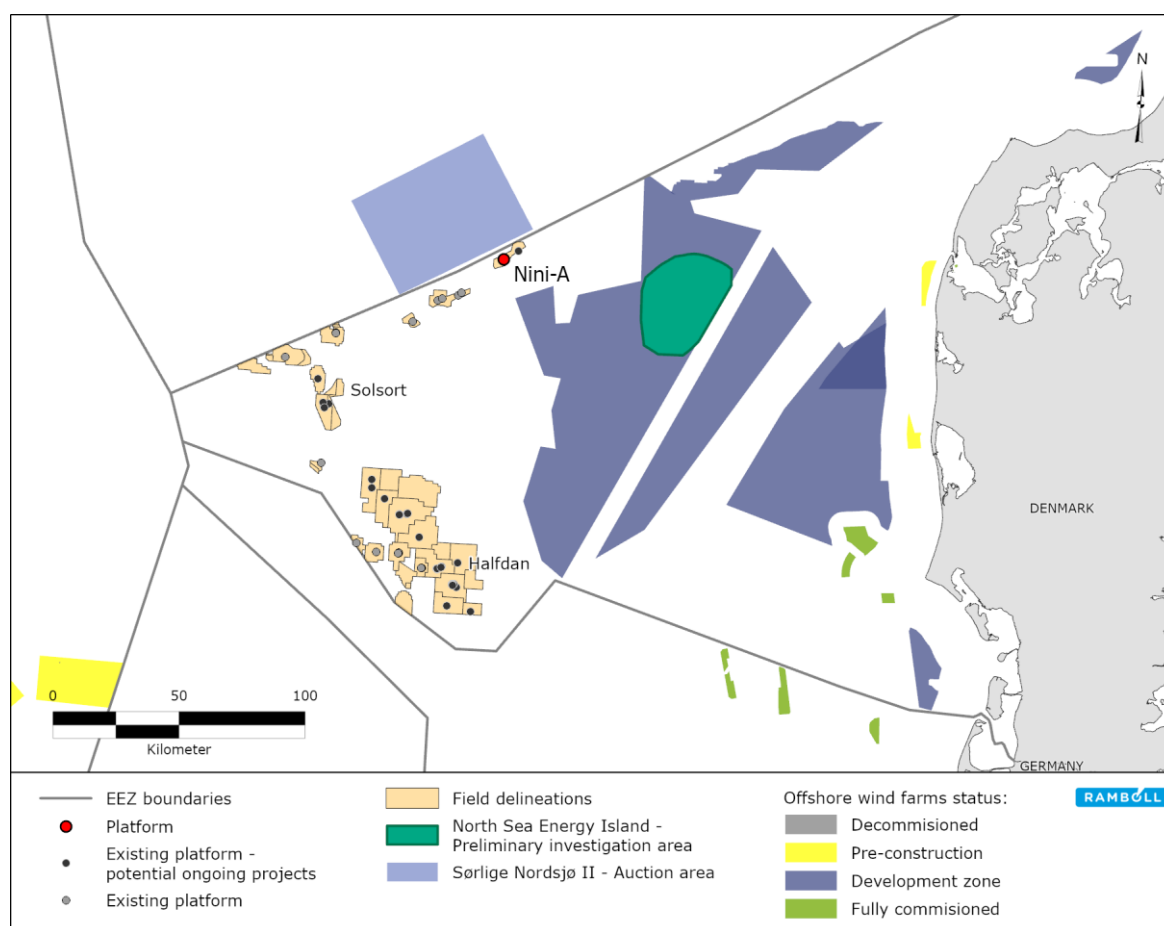 N
Nini-A
Solsort
DENMARK
Halfdan
0 50 100
Kilometer
GERMANY
EEZ boundaries
Platform
Existing platform -
potential ongoing projects
Existing platform
Field delineations
North Sea Energy Island -
Preliminary investigation area
Sørlige Nordsjø II - Auction area
Offshore wind farms status:
Decommisioned
Pre-construction
Development zone
Fully commisioned
RAMBOLL